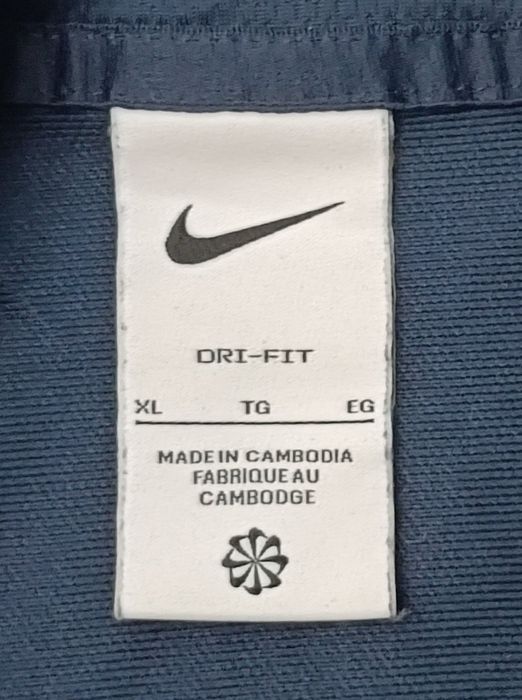 DRI-FIT
XL TG EG
MADE IN CAMBODIA
FABRIQUE AU
CAMBODGE